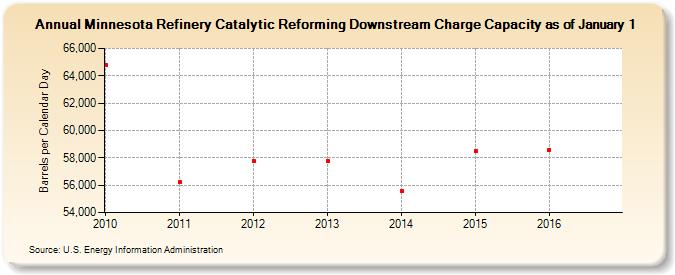 Annual Minnesota Refinery Catalytic Reforming Downstream Charge Capacity as of January 1
Barrels per Calendar Day
66,000
64,000
62,000
60,000
58,000
56,000
54,000
2010 2011 2012 2013 2014 2015 2016
Source: U.S. Energy Information Administration